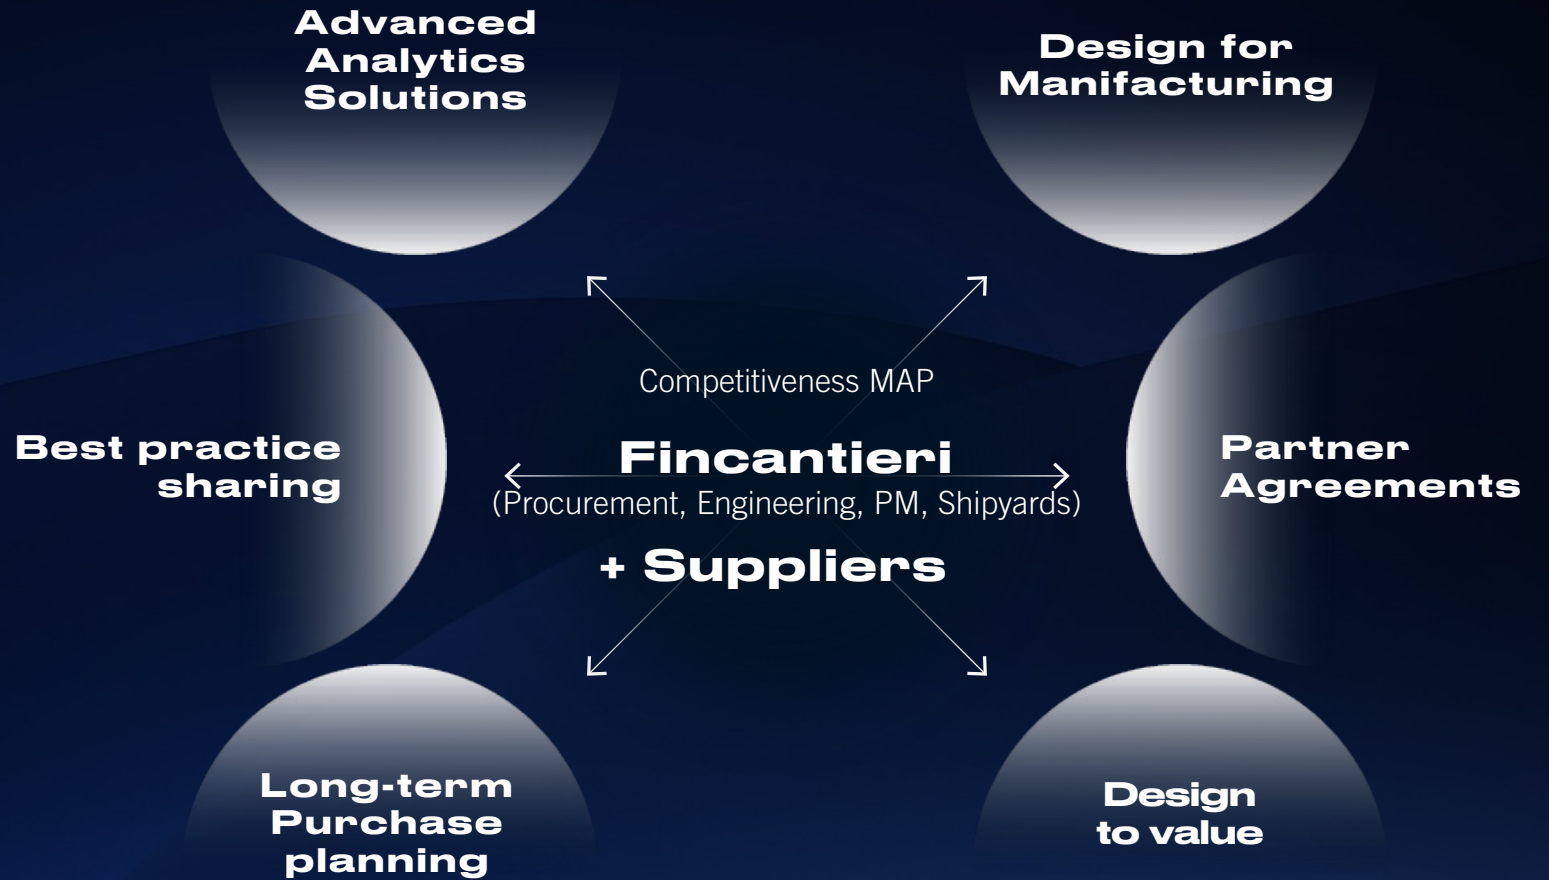 Advanced
Analytics
Solutions
Design for
Manifacturing
Competitiveness MAP
Best practice
sharing
Fincantieri
(Procurement, Engineering, PM, Shipyards)
+ Suppliers
Partner
Agreements
Long-term
Purchase
planning
Design
to value